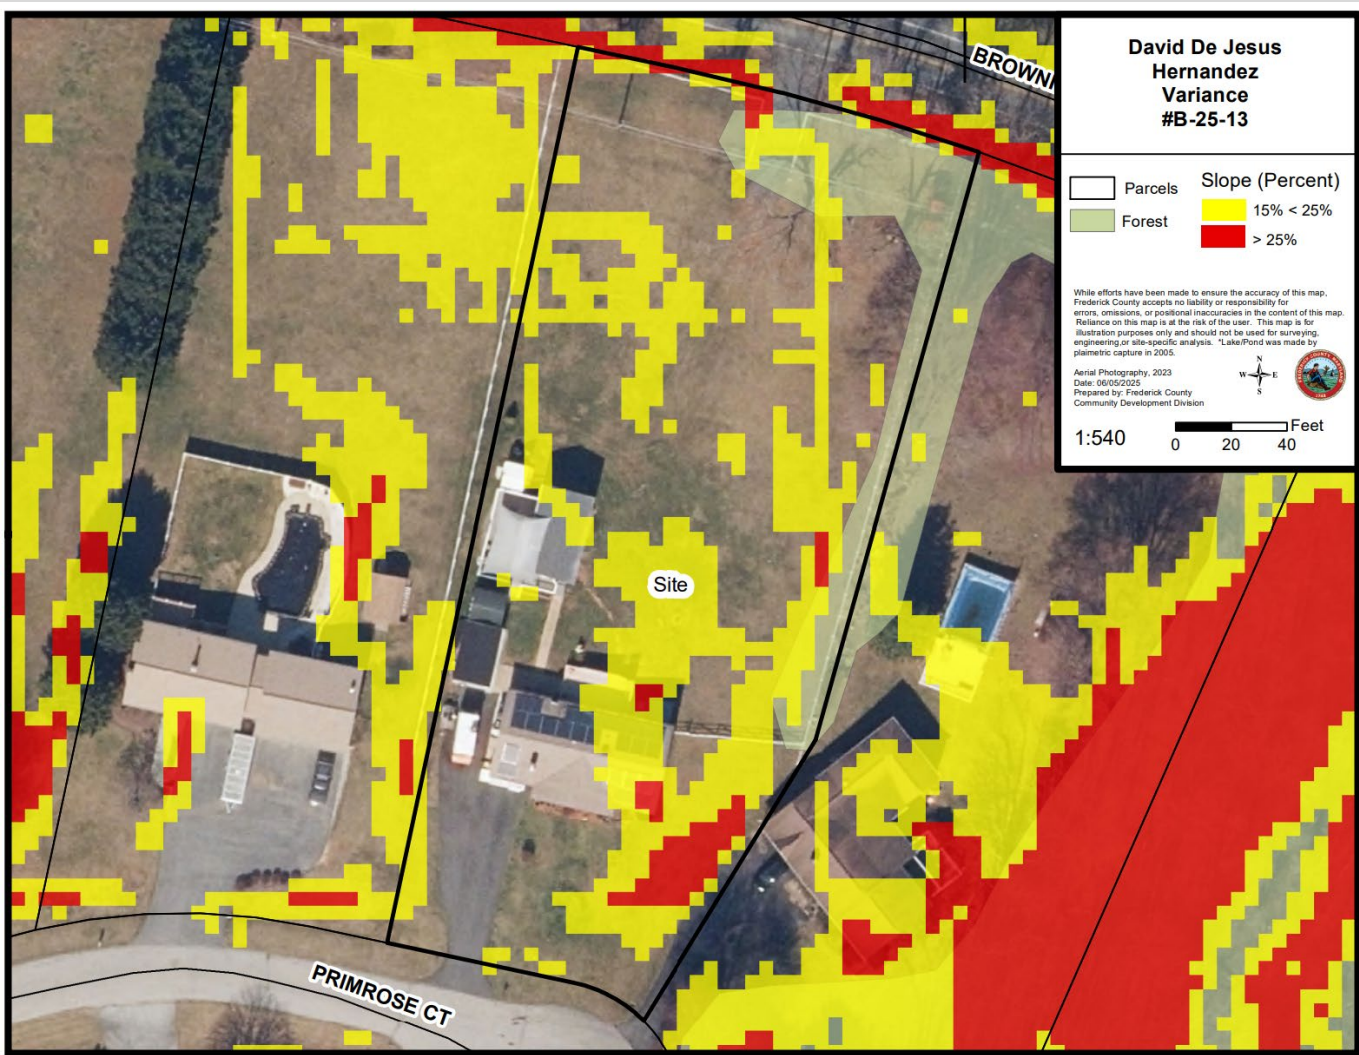 David De Jesus
Hernandez
Variance
#B-25-13
BROWN
Parcels
Forest
Slope (Percent)
15% < 25%
> 25%
While efforts have been made to ensure the accuracy of this map,
Frederick County accepts no liability or responsibility for
errors, omissions, or positional inaccuracies in the content of this map.
Reliance on this map is at the risk of the user. This map is for
illustration purposes only and should not be used for surveying,
engineering,or site-specific analysis. *Lake/Pond was made by
plaimetric capture in 2005.
Aerial Photography, 2023
Date: 06/05/2025
Prepared by: Frederick County
Community Development Division
N
W E
S
1:540
Feet
0 20 40
Site
PRIMROSE CT